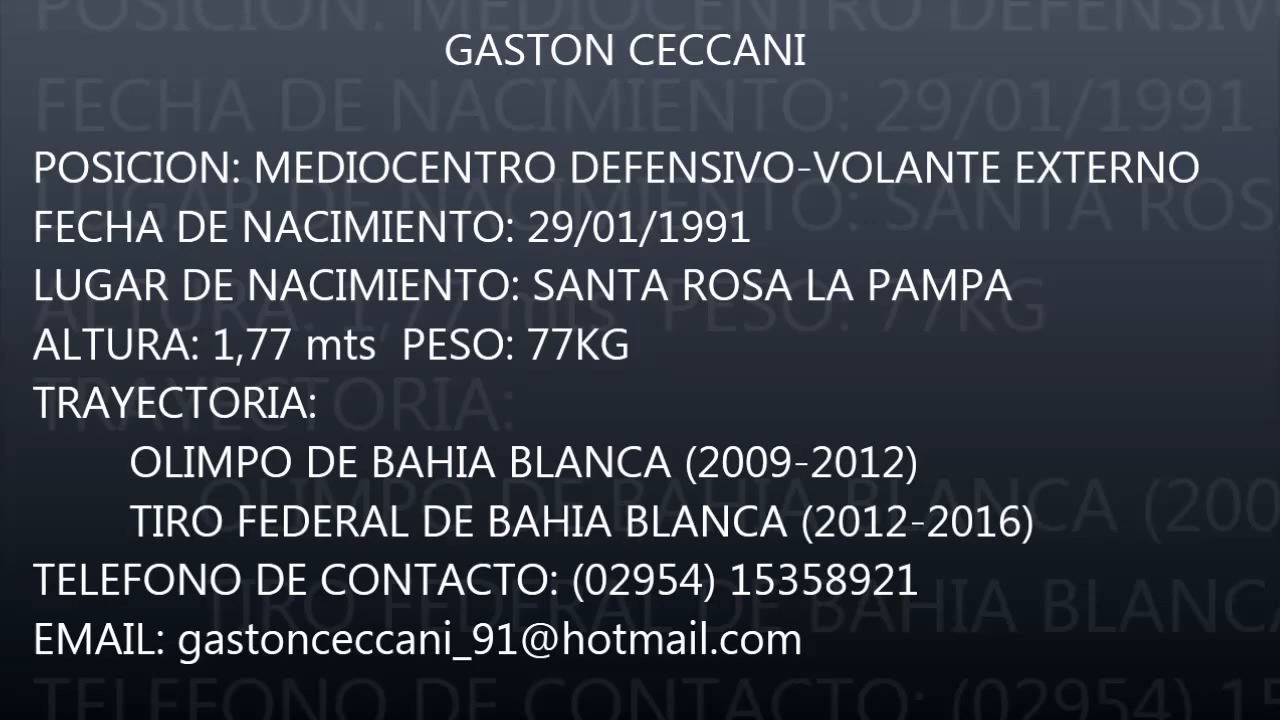 GASTON CECCANI
POSICION: MEDIOCENTRO DEFENSIVO-VOLANTE EXTERNO
FECHA DE NACIMIENTO: 29/01/1991
LUGAR DE NACIMIENTO: SANTA ROSA LA PAMPA
ALTURA: 1,77 mts PESO: 77KG
TRAYECTORIA:
OLIMPO DE BAHIA BLANCA (2009-2012)
TIRO FEDERAL DE BAHIA BLANCA (2012-2016)
TELEFONO DE CONTACTO: (02954) 15358921
EMAIL: gastonceccani_91@hotmail.com